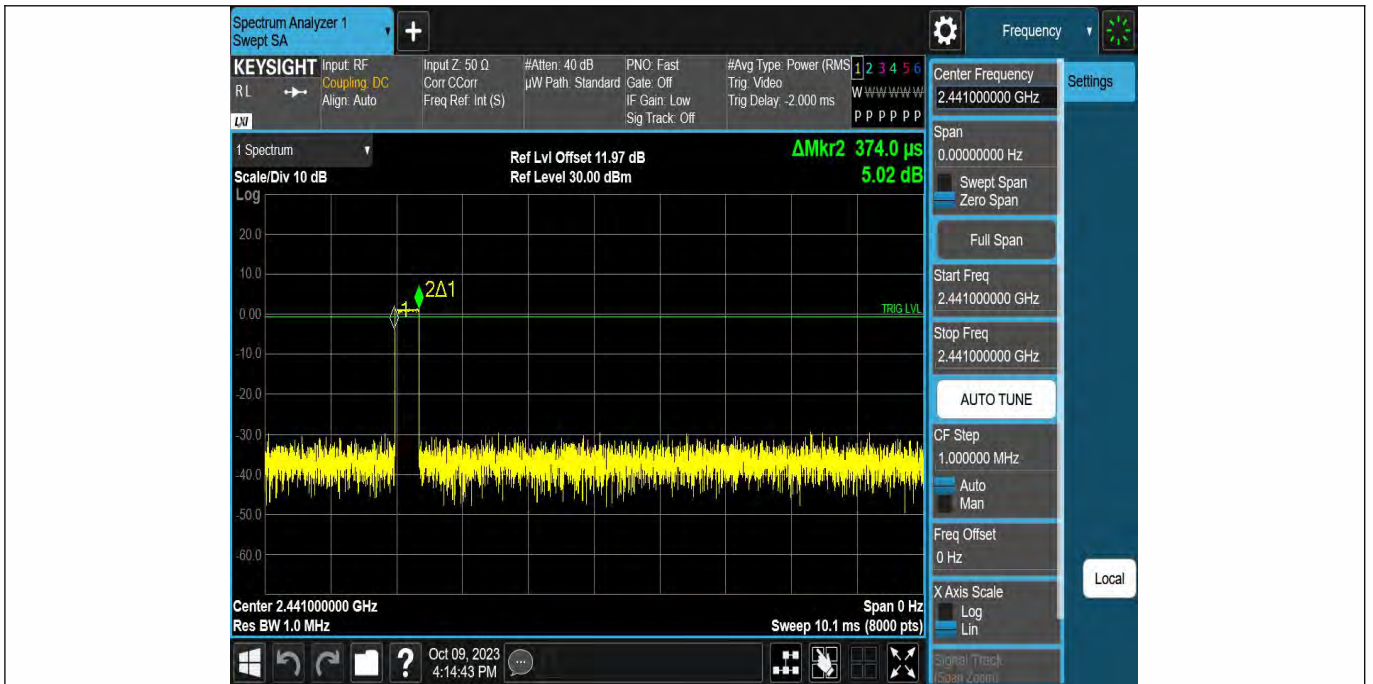 Spectrum Analyzer 1
Swept SA
+
Frequency
KEYSIGHT
RL
LXI
Input: RF
Coupling: DC
Align: Auto
Input Z: 50 Ω
Corr CCorr
Freq Ref: Int (S)
#Atten: 40 dB
µW Path: Standard
PNO: Fast
Gate: Off
IF Gain: Low
Sig Track: Off
#Avg Type: Power (RMS
Trig: Video
Trig Delay: -2.000 ms
1 2 3 4 5 6
W W W W W W
P P P P P P
1 Spectrum
Scale/Div 10 dB
Log
Ref Lvl Offset 11.97 dB
Ref Level 30.00 dBm
ΔMkr2 374.0 µs
5.02 dB
20.0
10.0
0.00
-10.0
-20.0
-30.0
-40.0
-50.0
-60.0
2Δ1
1
TRIG LVL
Center 2.441000000 GHz
Res BW 1.0 MHz
Span 0 Hz
Sweep 10.1 ms (8000 pts)
Center Frequency
2.441000000 GHz
Settings
Span
0.00000000 Hz
Swept Span
Zero Span
Full Span
Start Freq
2.441000000 GHz
Stop Freq
2.441000000 GHz
AUTO TUNE
CF Step
1.000000 MHz
Auto
Man
Freq Offset
0 Hz
X Axis Scale
Log
Lin
Signal Track
(Span Zoom)
Local
?
Oct 09, 2023
4:14:43 PM